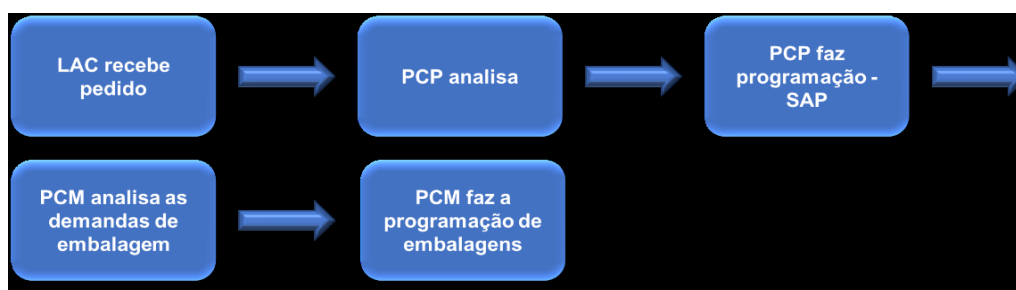 LAC recebe
pedido
PCP analisa
PCP faz
programação -
SAP
PCM analisa as
demandas de
embalagem
PCM faz a
programação de
embalagens